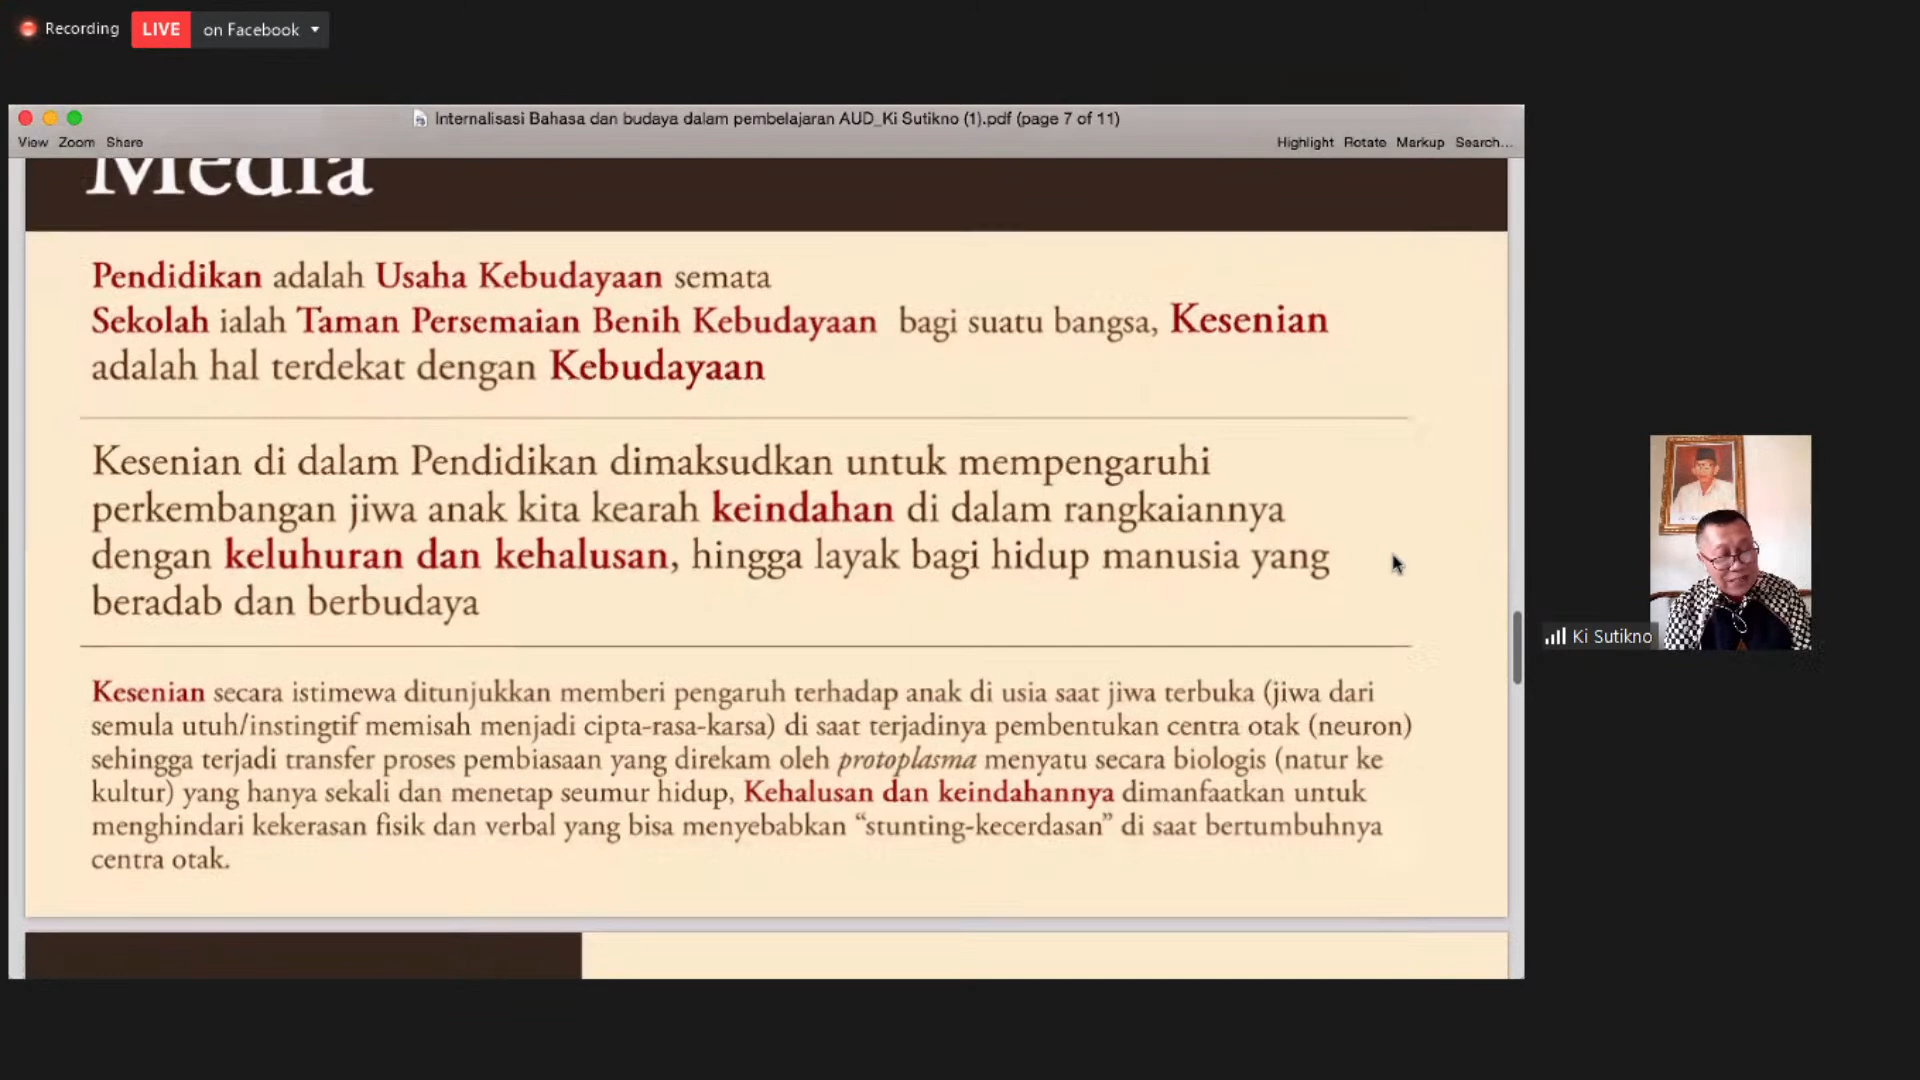 Recording
LIVE on Facebook
Internalisasi Bahasa dan budaya dalam pembelajaran AUD_Ki Sutikno (1).pdf (page 7 of 11)
View Zoom Share Highlight Rotate Markup Search...
Media
Pendidikan adalah Usaha Kebudayaan semata
Sekolah ialah Taman Persemaian Benih Kebudayaan bagi suatu bangsa, Kesenian
adalah hal terdekat dengan Kebudayaan
Kesenian di dalam Pendidikan dimaksudkan untuk mempengaruhi
perkembangan jiwa anak kita kearah keindahan di dalam rangkaiannya
dengan keluhuran dan kehalusan, hingga layak bagi hidup manusia yang
beradab dan berbudaya
Kesenian secara istimewa ditunjukkan memberi pengaruh terhadap anak di usia saat jiwa terbuka (jiwa dari
semula utuh/instingtif memisah menjadi cipta-rasa-karsa) di saat terjadinya pembentukan centra otak (neuron)
sehingga terjadi transfer proses pembiasaan yang direkam oleh protoplasma menyatu secara biologis (natur ke
kultur) yang hanya sekali dan menetap seumur hidup, Kehalusan dan keindahannya dimanfaatkan untuk
menghindari kekerasan fisik dan verbal yang bisa menyebabkan “stunting-kecerdasan” di saat bertumbuhnya
centra otak.
Ki Sutikno